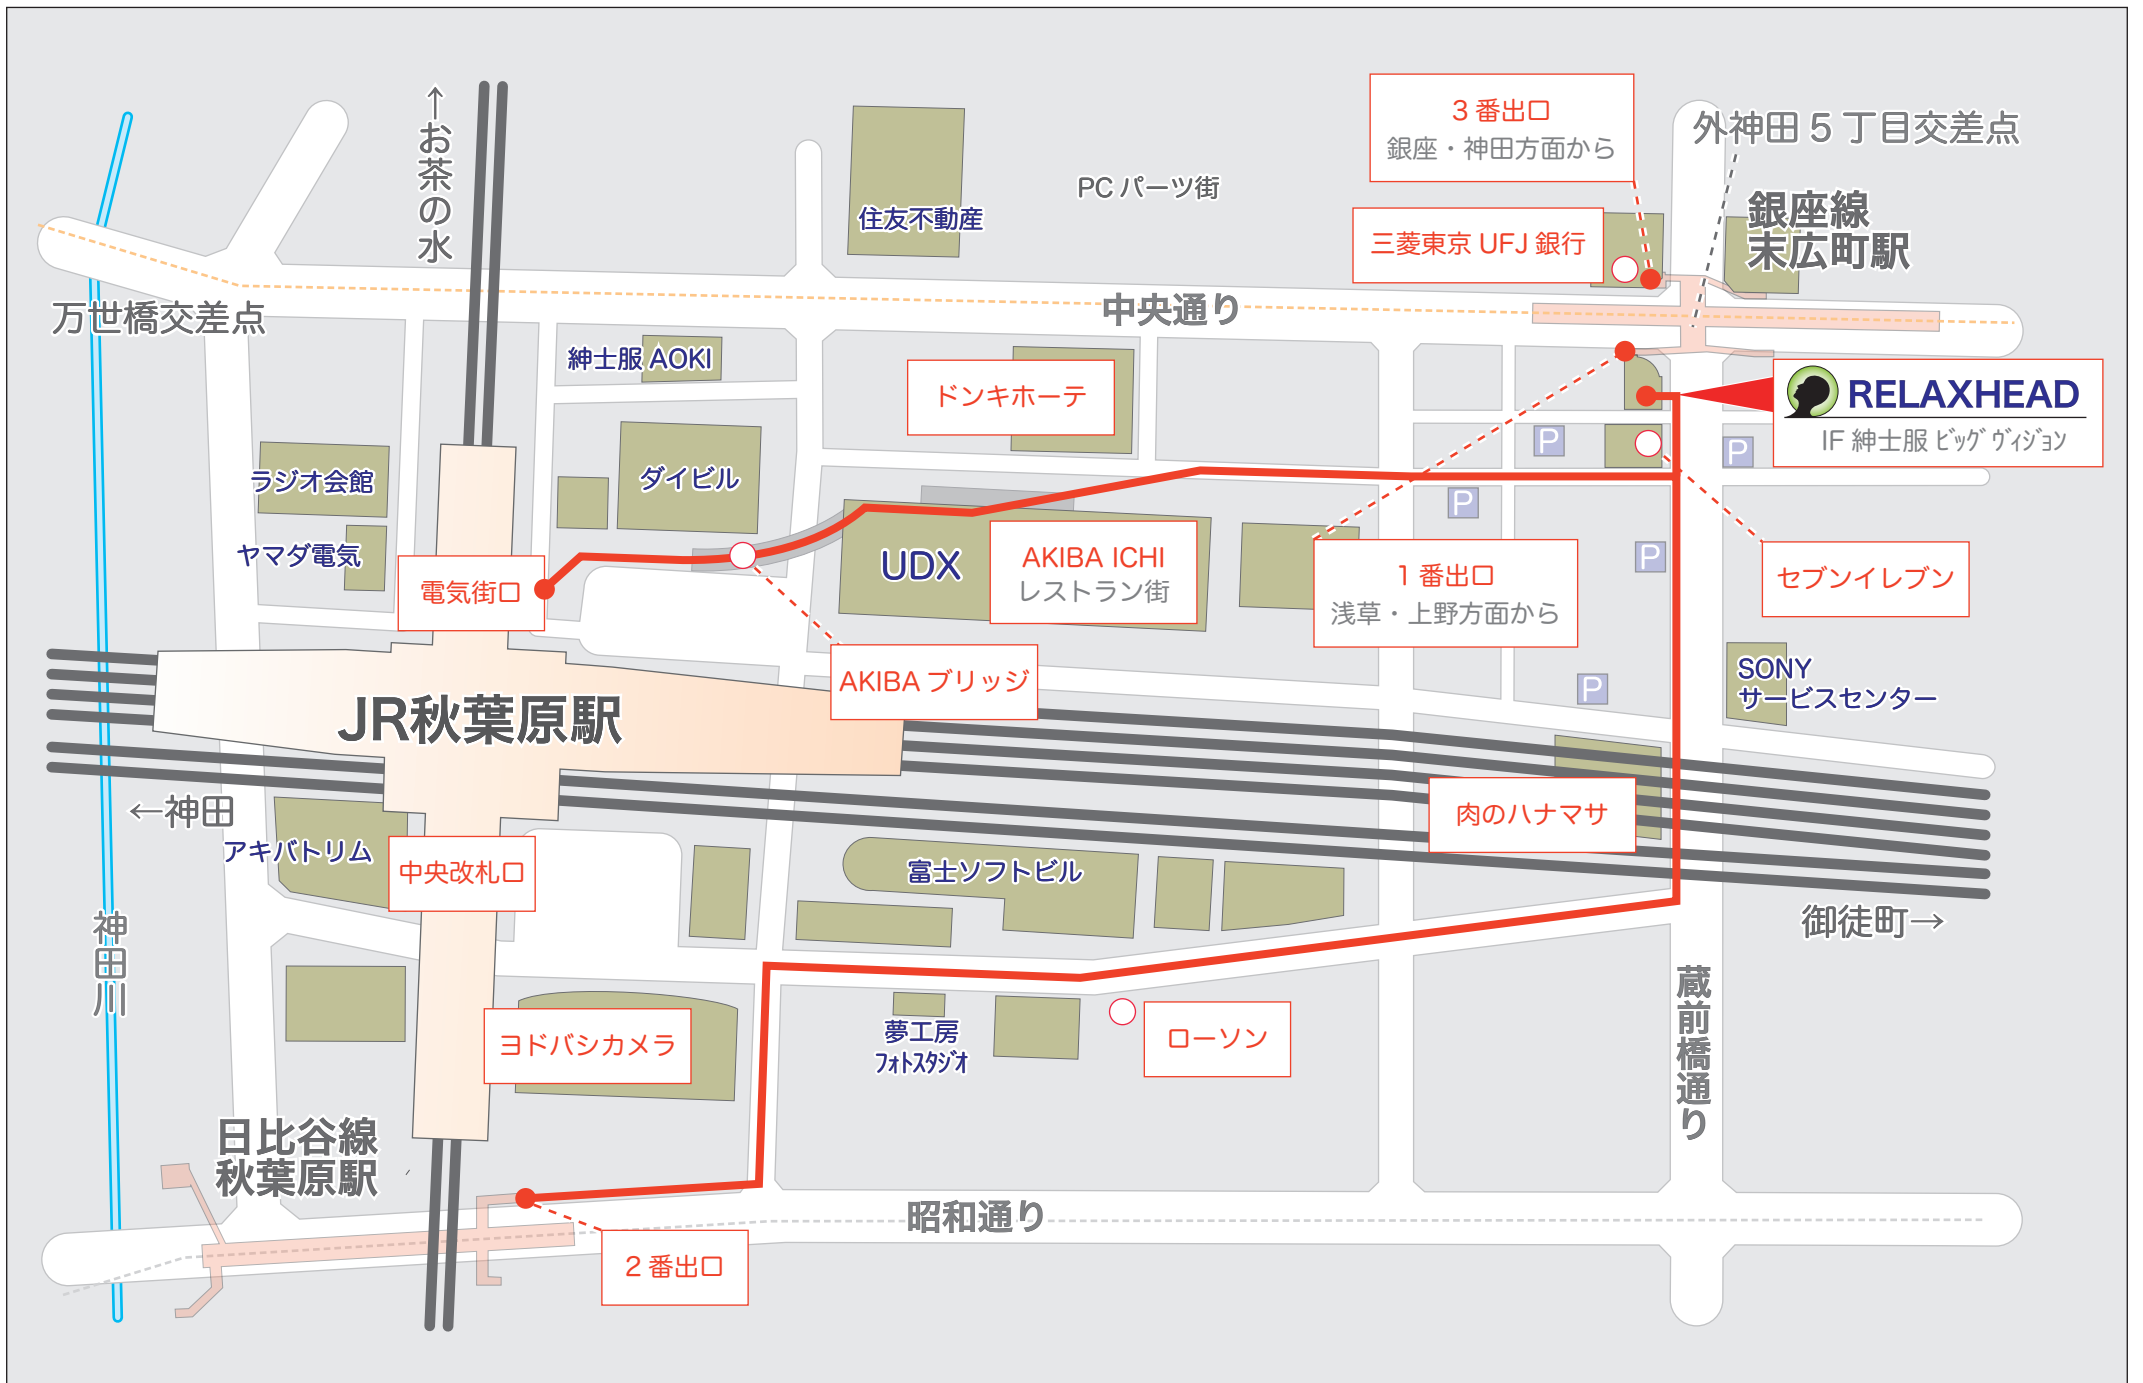 3番出口
銀座・神田方面から
外神田5丁目交差点
←お茶の水
PCパーツ街
住友不動産
三菱東京UFJ銀行
銀座線
末広町駅
万世橋交差点
中央通り
紳士服AOKI
ドンキホーテ
RELAXHEAD
IF紳士服ビッグヴィジョン
P
P
ラジオ会館
ダイビル
P
ヤマダ電気
UDX
AKIBA ICHI
レストラン街
P
電気街口
1番出口
浅草・上野方面から
セブンイレブン
AKIBAブリッジ
P
SONY
サービスセンター
JR秋葉原駅
←神田
肉のハナマサ
アキバトリム
中央改札口
富士ソフトビル
神田川
御徒町→
蔵前橋通り
夢工房
フォトスタジオ
ローソン
ヨドバシカメラ
日比谷線
秋葉原駅
昭和通り
2番出口